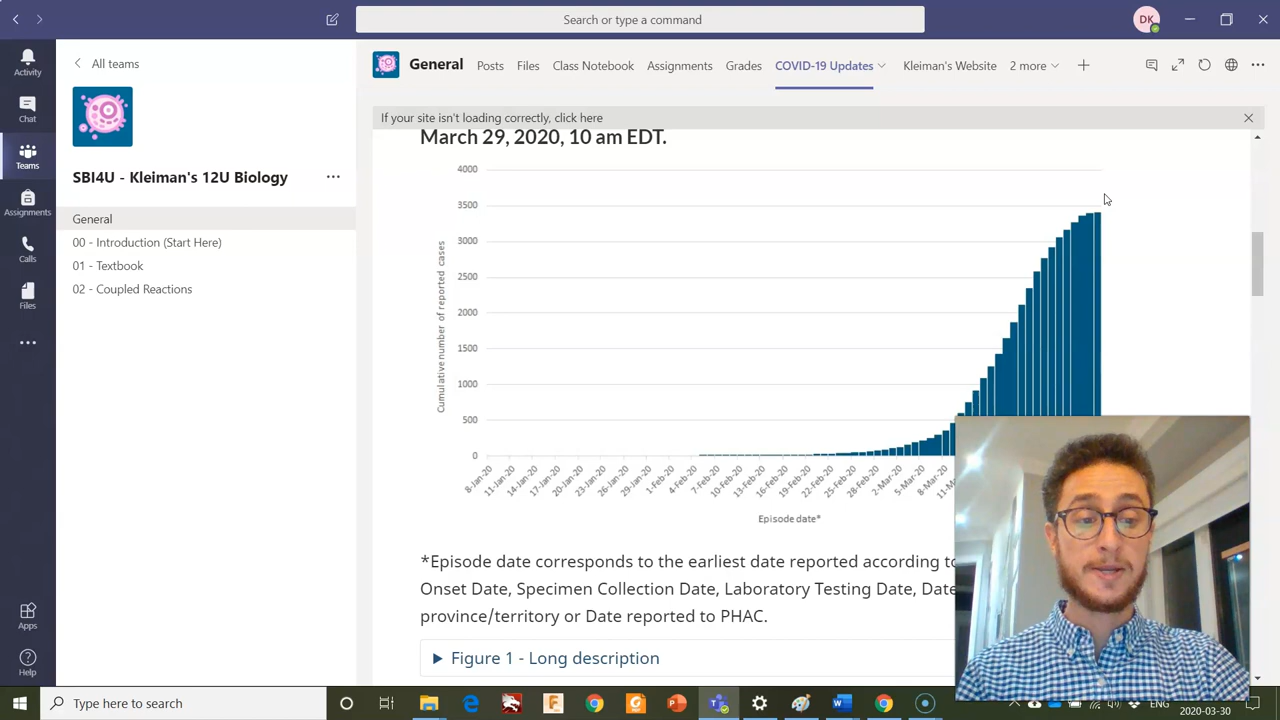 Search or type a command
DK
Activity
Chat
Teams
Assignments
Calls
Files
Apps
Help
All teams
SBI4U - Kleiman's 12U Biology
General
00 - Introduction (Start Here)
01 - Textbook
02 - Coupled Reactions
General Posts Files Class Notebook Assignments Grades COVID-19 Updates Kleiman's Website 2 more
If your site isn't loading correctly, click here
March 29, 2020, 10 am EDT.
Cumulative number of reported cases
4000
3500
3000
2500
2000
1500
1000
500
0
8-Jan-20 11-Jan-20 14-Jan-20 17-Jan-20 20-Jan-20 23-Jan-20 26-Jan-20 29-Jan-20 1-Feb-20 4-Feb-20 7-Feb-20 10-Feb-20 13-Feb-20 16-Feb-20 19-Feb-20 22-Feb-20 25-Feb-20 28-Feb-20 2-Mar-20 5-Mar-20 8-Mar-20
Episode date*
*Episode date corresponds to the earliest date reported according to
Onset Date, Specimen Collection Date, Laboratory Testing Date, Date
province/territory or Date reported to PHAC.
Figure 1 - Long description
Type here to search
ENG
2020-03-30